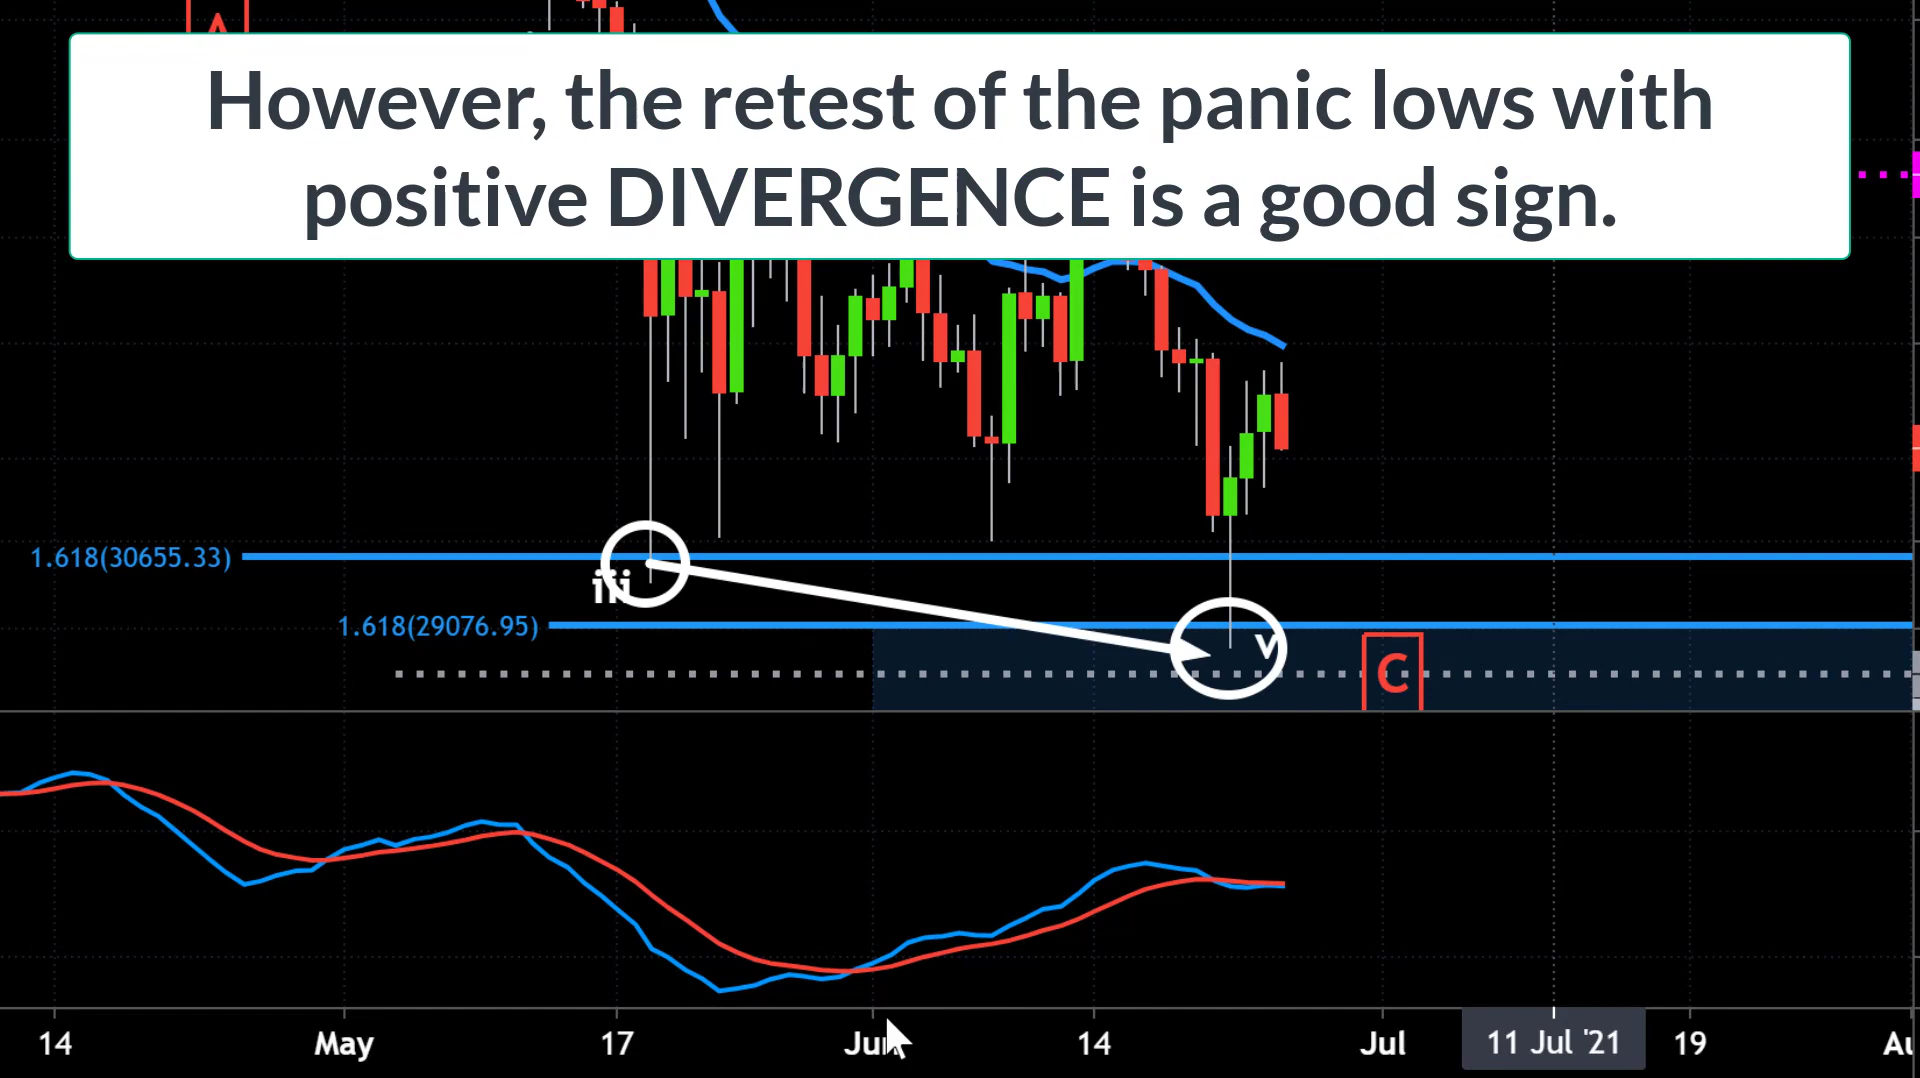 However, the retest of the panic lows with
positive DIVERGENCE is a good sign.
1.618(30655.33)
iii
1.618(29076.95)
v
C
14 May 17 14 Jul 11 Jul '21 19